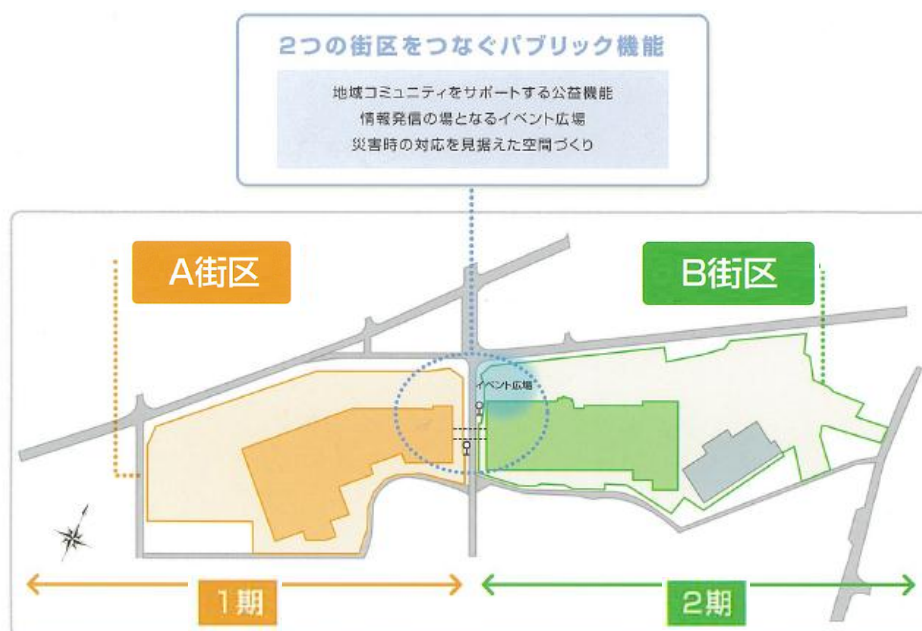 2つの街区をつなぐパブリック機能
地域コミュニティをサポートする公益機能
情報発信の場となるイベント広場
災害時の対応を見据えた空間づくり
A街区
B街区
イベント広場
1期
2期